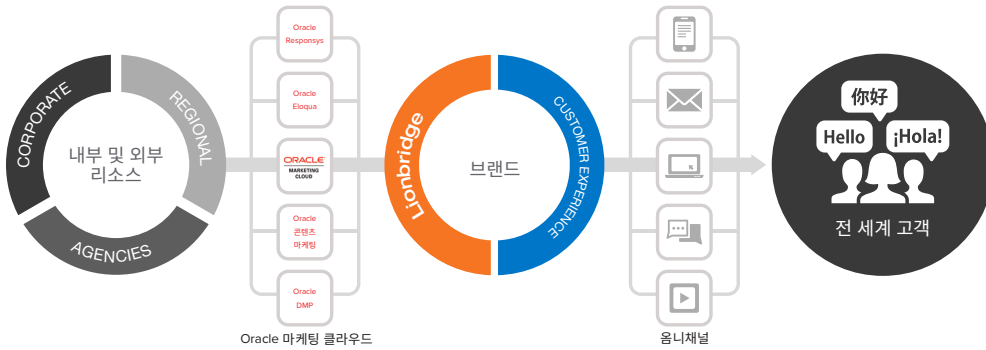 CORPORATE
REGIONAL
AGENCIES
내부 및 외부
리소스
Oracle
Responsys
Oracle
Eloqua
ORACLE
MARKETING
CLOUD
Oracle
콘텐츠
마케팅
Oracle
DMP
Oracle 마케팅 클라우드
Lionbridge
브랜드
CUSTOMER EXPERIENCE
옴니채널
你好
Hello
¡Hola!
전 세계 고객